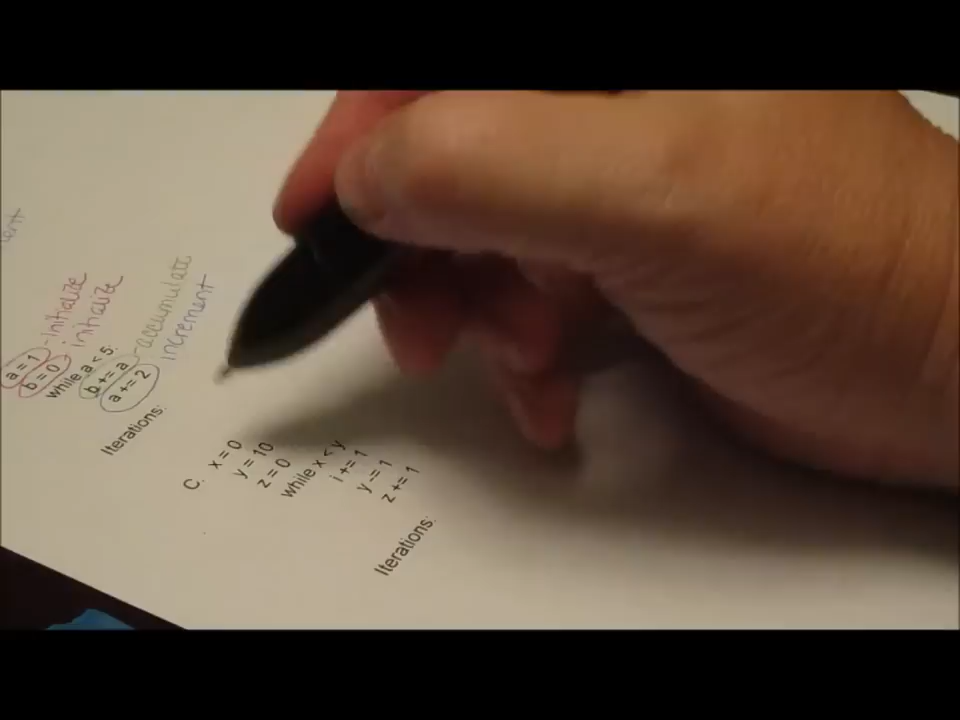 a = 1 - initialize
b = 0 initialize
while a < 5:
b += a - accumulate
a += 2 increment
Iterations:
C. x = 0
y = 10
z = 0
while x < y
i += 1
y -= 1
z += 1
Iterations: